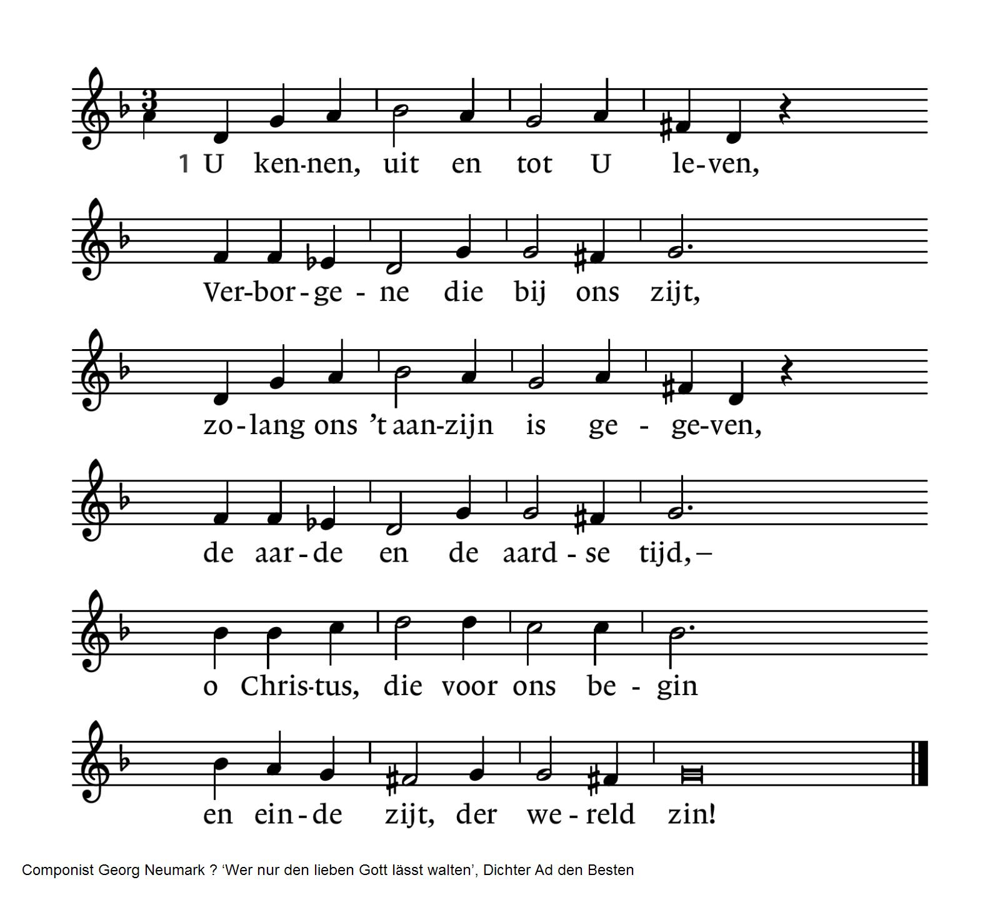 3
1 U ken-nen, uit en tot U le-ven,
Ver-bor-ge-ne die bij ons zijt,
zo-lang ons ’t aan-zijn is ge-ge-ven,
de aar-de en de aard-se tijd, –
o Chris-tus, die voor ons be-gin
en ein-de zijt, der we-reld zin!
Componist Georg Neumark ? ‘Wer nur den lieben Gott lässt walten’, Dichter Ad den Besten